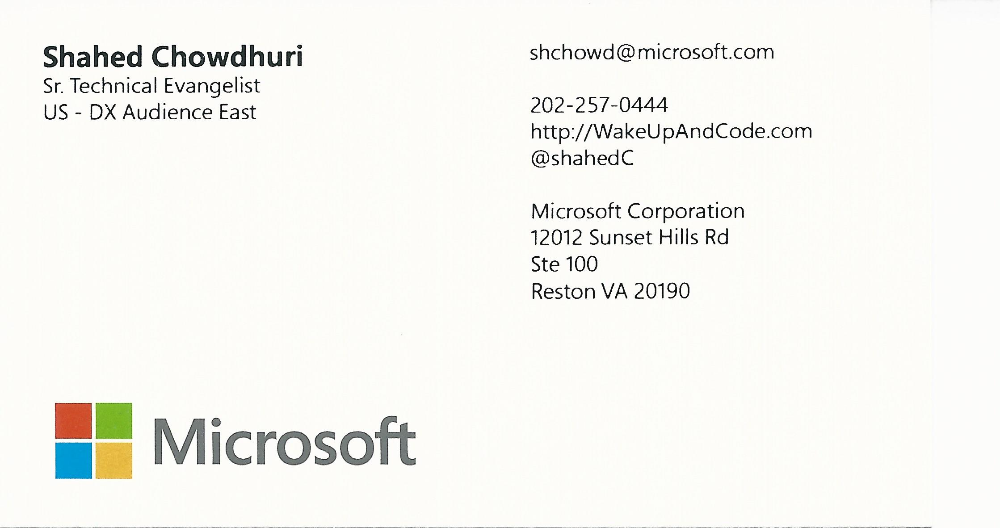 Shahed Chowdhuri
Sr. Technical Evangelist
US - DX Audience East
shchowd@microsoft.com
202-257-0444
http://WakeUpAndCode.com
@shahedC
Microsoft Corporation
12012 Sunset Hills Rd
Ste 100
Reston VA 20190
Microsoft